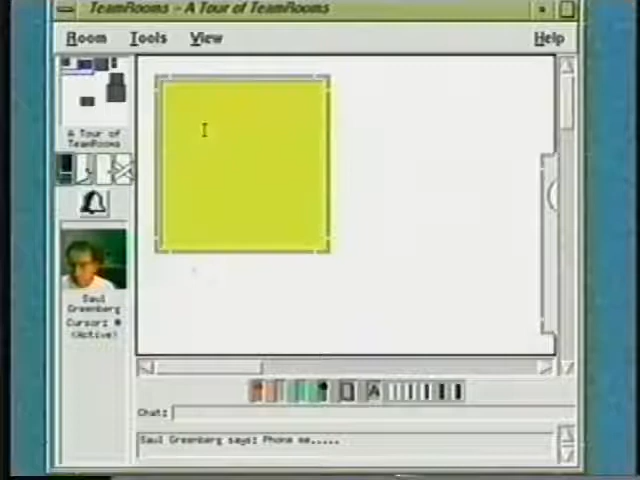 TeamRooms - A Tour of TeamRooms
Room Tools View Help
A Tour of
TeamRooms
Saul
Greenberg
Cursor: #
(Active)
Chat:
Saul Greenberg says: Phone me.....